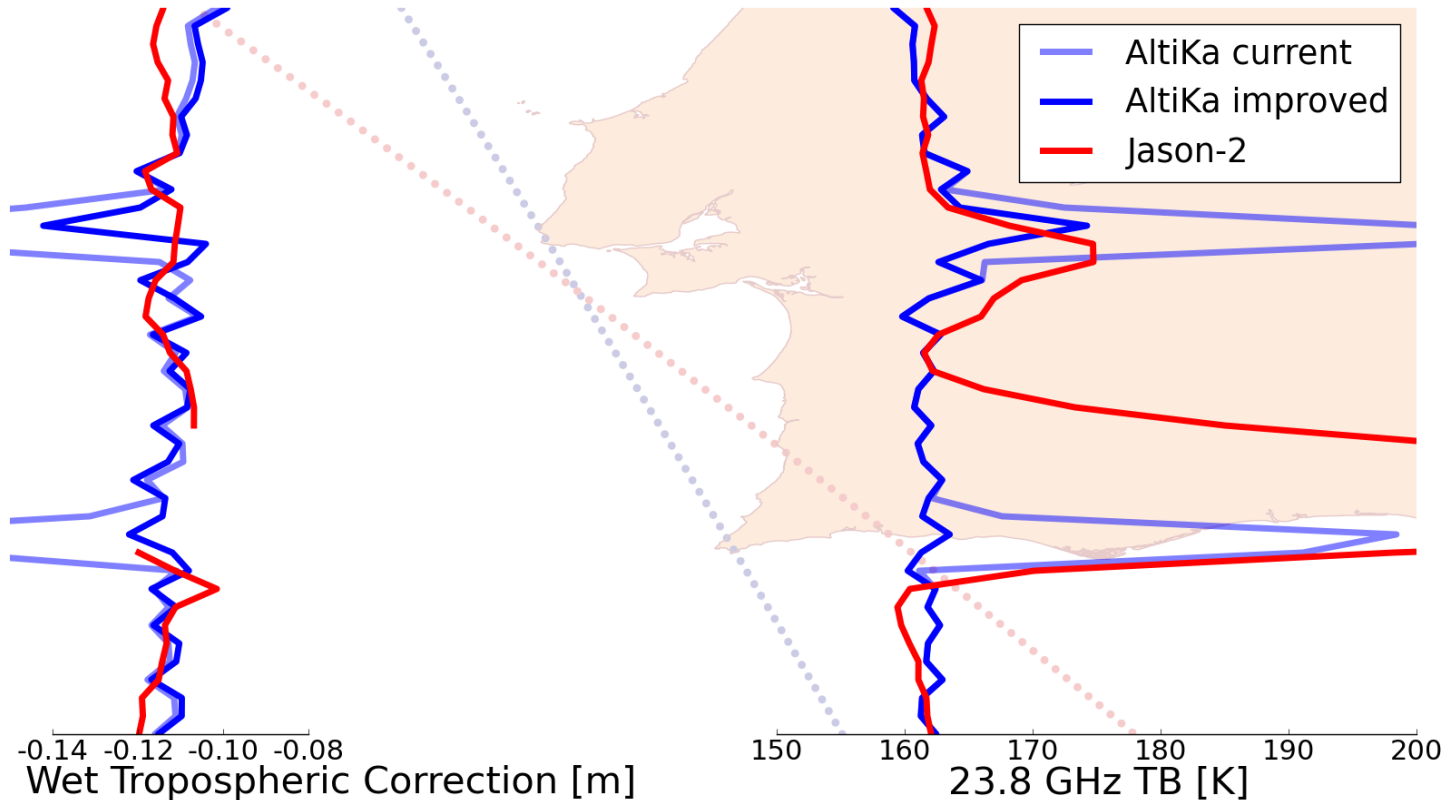 AltiKa current
AltiKa improved
Jason-2
-0.14 -0.12 -0.10 -0.08
150 160 170 180 190 200
Wet Tropospheric Correction [m]
23.8 GHz TB [K]